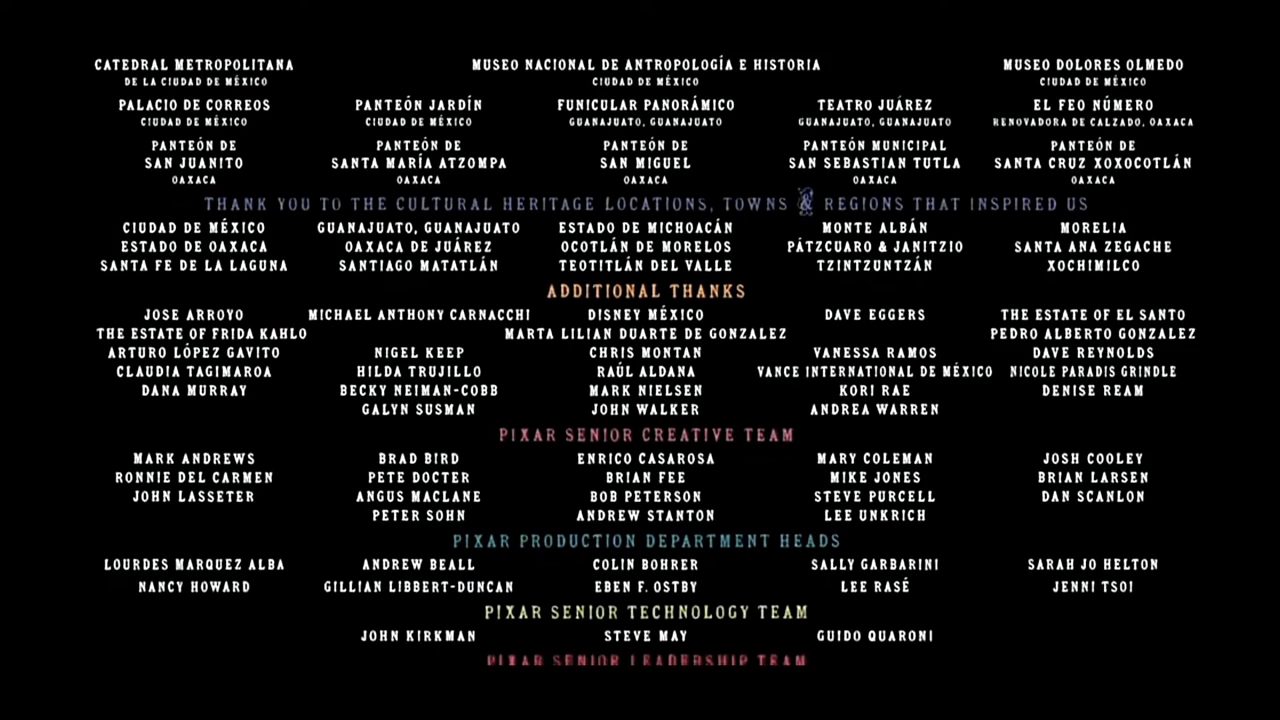 CATEDRAL METROPOLITANA MUSEO NACIONAL DE ANTROPOLOGÍA E HISTORIA MUSEO DOLORES OLMEDO
DE LA CIUDAD DE MÉXICO CIUDAD DE MÉXICO CIUDAD DE MÉXICO
PALACIO DE CORREOS PANTEÓN JARDÍN FUNICULAR PANORÁMICO TEATRO JUÁREZ EL FEO NÚMERO
CIUDAD DE MÉXICO CIUDAD DE MÉXICO GUANAJUATO, GUANAJUATO GUANAJUATO, GUANAJUATO RENOVADORA DE CALZADO, OAXACA
PANTEÓN DE PANTEÓN DE PANTEÓN DE PANTEÓN MUNICIPAL PANTEÓN DE
SAN JUANITO SANTA MARÍA ATZOMPA SAN MIGUEL SAN SEBASTIAN TUTLA SANTA CRUZ XOXOCOTLÁN
OAXACA OAXACA OAXACA OAXACA OAXACA
THANK YOU TO THE CULTURAL HERITAGE LOCATIONS, TOWNS & REGIONS THAT INSPIRED US
CIUDAD DE MÉXICO GUANAJUATO, GUANAJUATO ESTADO DE MICHOACÁN MONTE ALBÁN MORELIA
ESTADO DE OAXACA OAXACA DE JUÁREZ OCOTLÁN DE MORELOS PÁTZCUARO & JANITZIO SANTA ANA ZEGACHE
SANTA FE DE LA LAGUNA SANTIAGO MATATLÁN TEOTITLÁN DEL VALLE TZINTZUNTZÁN XOCHIMILCO
ADDITIONAL THANKS
JOSE ARROYO MICHAEL ANTHONY CARNACCHI DISNEY MÉXICO DAVE EGGERS THE ESTATE OF EL SANTO
THE ESTATE OF FRIDA KAHLO MARTA LILIAN DUARTE DE GONZALEZ PEDRO ALBERTO GONZALEZ
ARTURO LÓPEZ GAVITO NIGEL KEEP CHRIS MONTAN VANESSA RAMOS DAVE REYNOLDS
CLAUDIA TAGIMAROA HILDA TRUJILLO RAÚL ALDANA VANCE INTERNATIONAL DE MÉXICO NICOLE PARADIS GRINDLE
DANA MURRAY BECKY NEIMAN-COBB MARK NIELSEN KORI RAE DENISE REAM
GALYN SUSMAN JOHN WALKER ANDREA WARREN
PIXAR SENIOR CREATIVE TEAM
MARK ANDREWS BRAD BIRD ENRICO CASAROSA MARY COLEMAN JOSH COOLEY
RONNIE DEL CARMEN PETE DOCTER BRIAN FEE MIKE JONES BRIAN LARSEN
JOHN LASSETER ANGUS MACLANE BOB PETERSON STEVE PURCELL DAN SCANLON
PETER SOHN ANDREW STANTON LEE UNKRICH
PIXAR PRODUCTION DEPARTMENT HEADS
LOURDES MARQUEZ ALBA ANDREW BEALL COLIN BOHRER SALLY GARBARINI SARAH JO HELTON
NANCY HOWARD GILLIAN LIBBERT-DUNCAN EBEN F. OSTBY LEE RASÉ JENNI TSOI
PIXAR SENIOR TECHNOLOGY TEAM
JOHN KIRKMAN STEVE MAY GUIDO QUARONI
PIXAR SENIOR LEADERSHIP TEAM